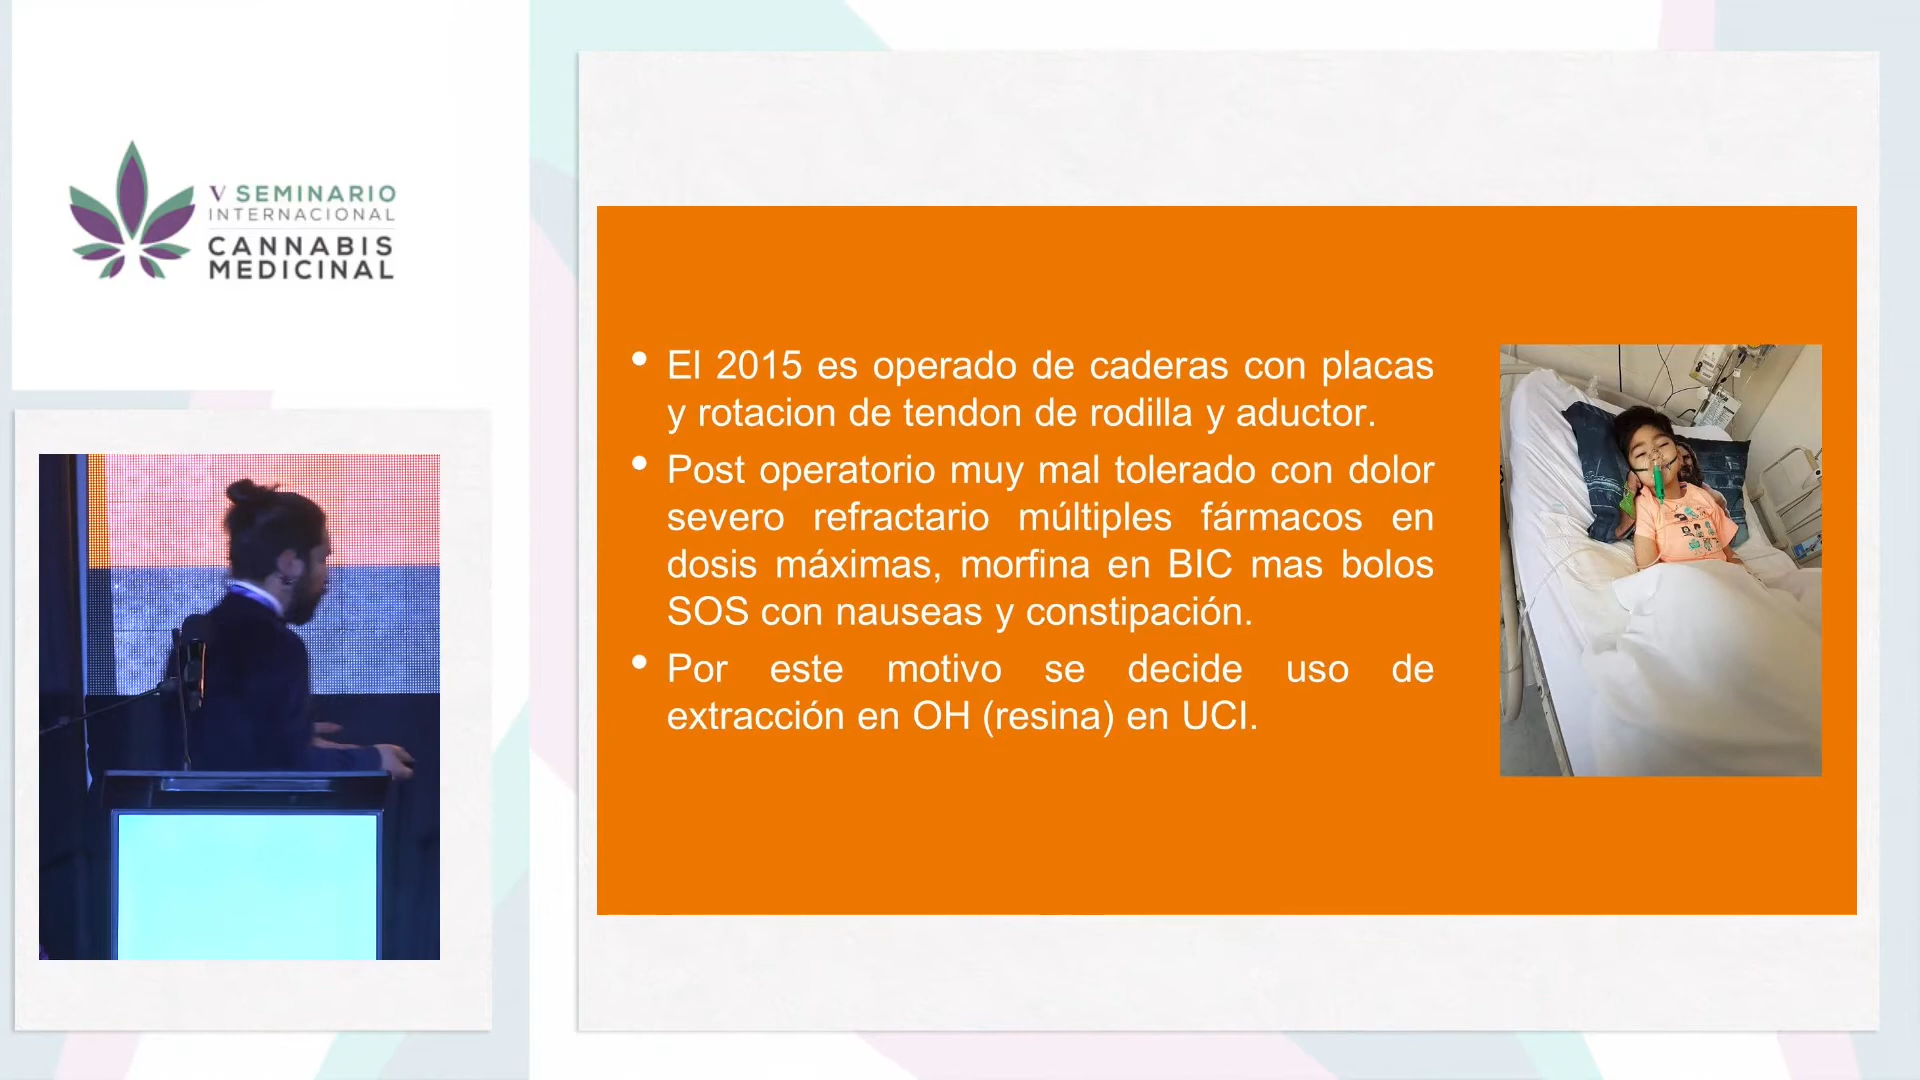 V SEMINARIO
INTERNACIONAL
CANNABIS
MEDICINAL
• El 2015 es operado de caderas con placas
y rotacion de tendon de rodilla y aductor.
• Post operatorio muy mal tolerado con dolor
severo refractario múltiples fármacos en
dosis máximas, morfina en BIC mas bolos
SOS con nauseas y constipación.
• Por este motivo se decide uso de
extracción en OH (resina) en UCI.